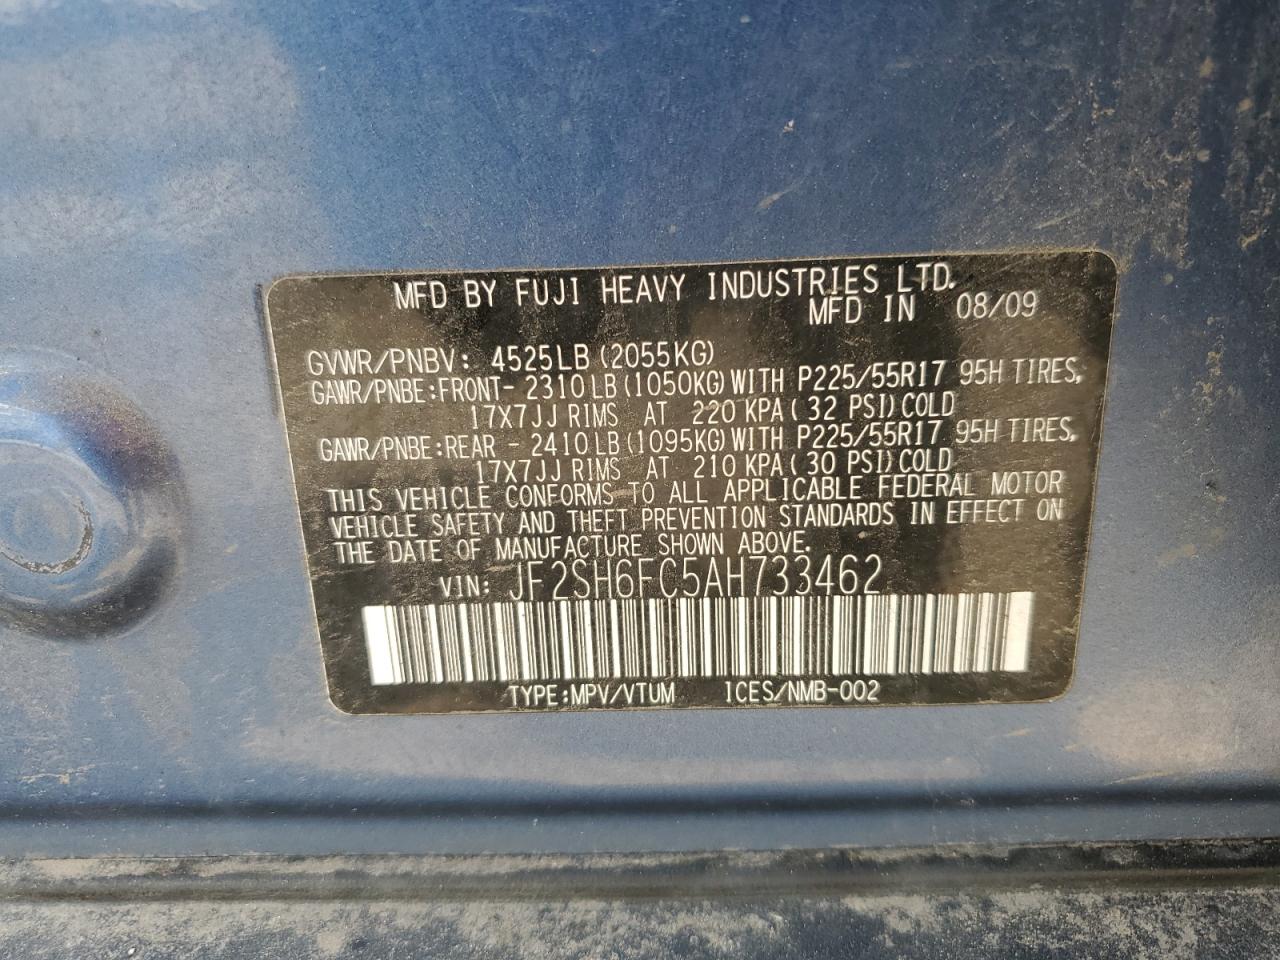 MFD BY FUJI HEAVY INDUSTRIES LTD.
MFD IN 08/09
GVWR/PNBV: 4525LB (2055KG)
GAWR/PNBE:FRONT- 2310LB (1050KG) WITH P225/55R17 95H TIRES,
17X7JJ RIMS AT 220 KPA ( 32 PSI) COLD
GAWR/PNBE:REAR - 2410LB (1095KG) WITH P225/55R17 95H TIRES,
17X7JJ RIMS AT 210 KPA ( 30 PSI) COLD
THIS VEHICLE CONFORMS TO ALL APPLICABLE FEDERAL MOTOR
VEHICLE SAFETY AND THEFT PREVENTION STANDARDS IN EFFECT ON
THE DATE OF MANUFACTURE SHOWN ABOVE.
VIN: JF2SH6FC5AH733462
TYPE:MPV/VTUM ICES/NMB-002